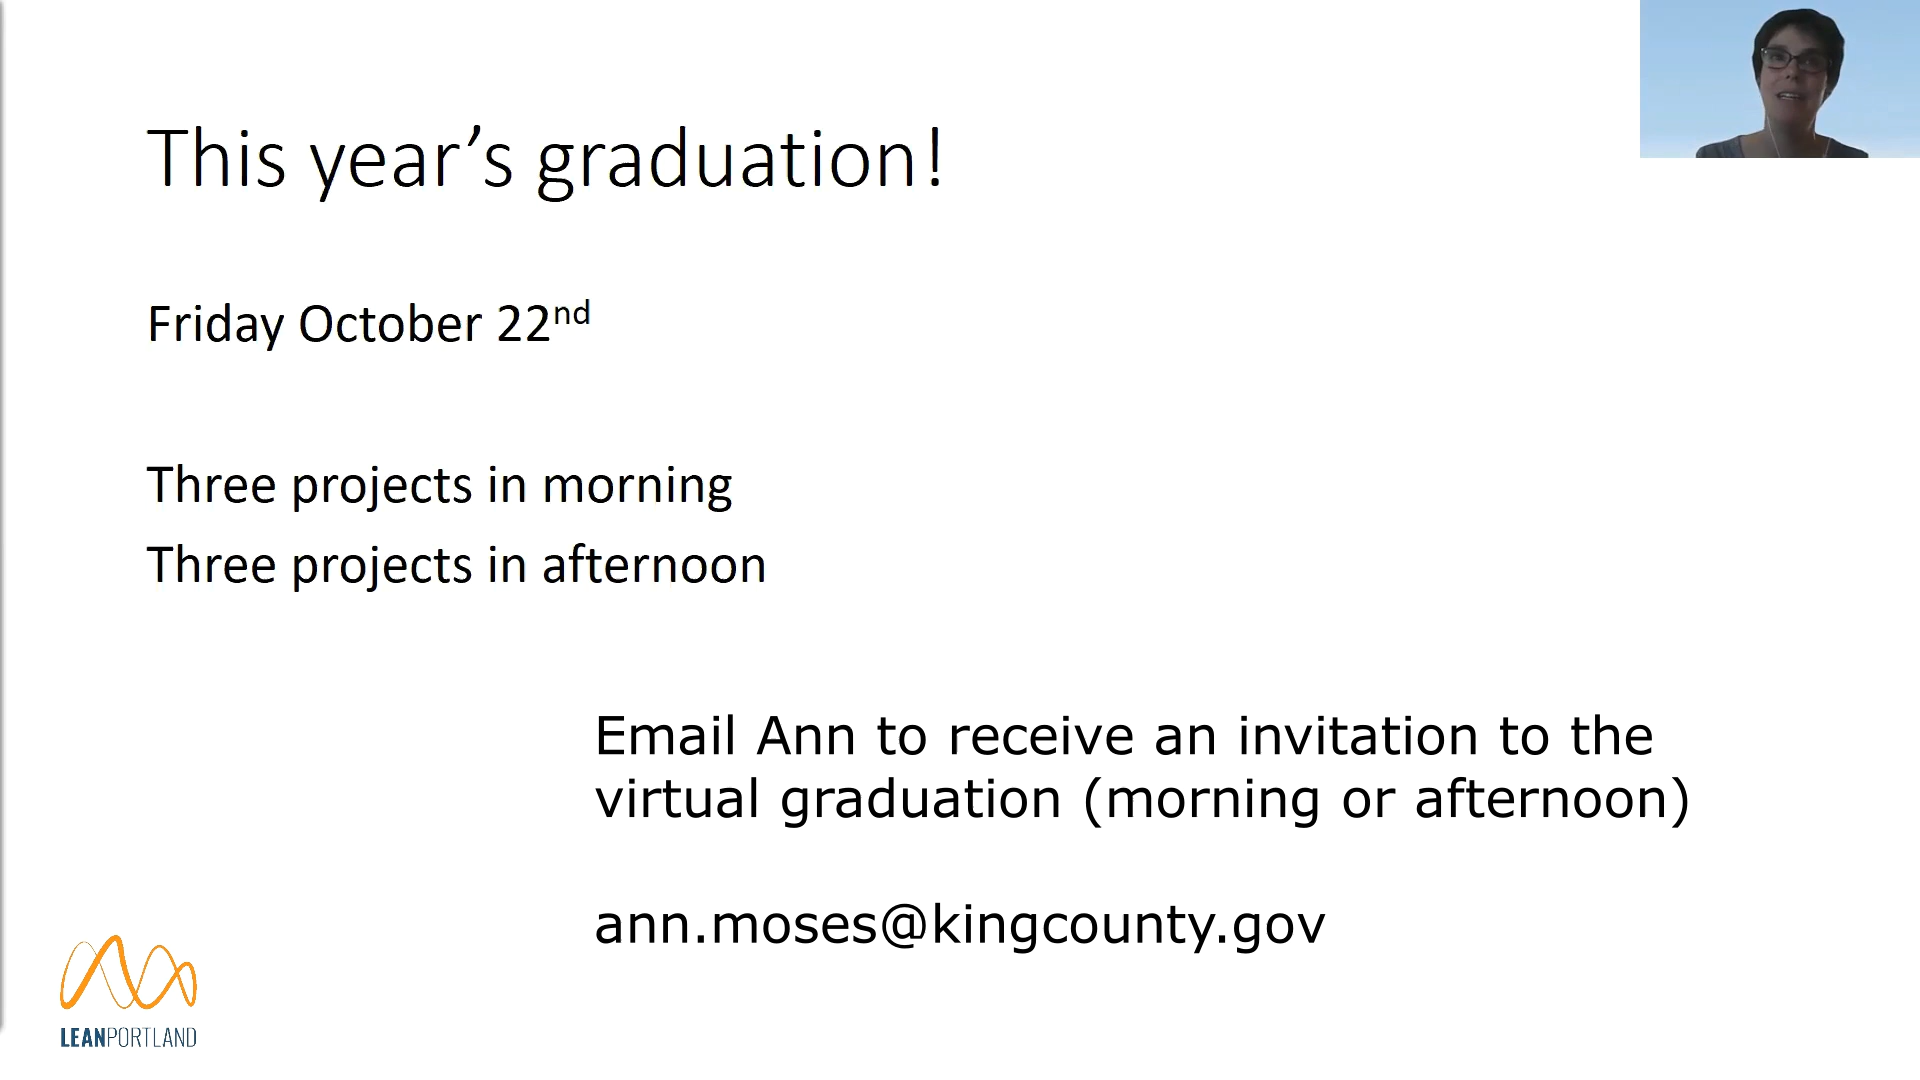 This year’s graduation!
Friday October 22nd
Three projects in morning
Three projects in afternoon
Email Ann to receive an invitation to the
virtual graduation (morning or afternoon)
ann.moses@kingcounty.gov
LEANPORTLAND